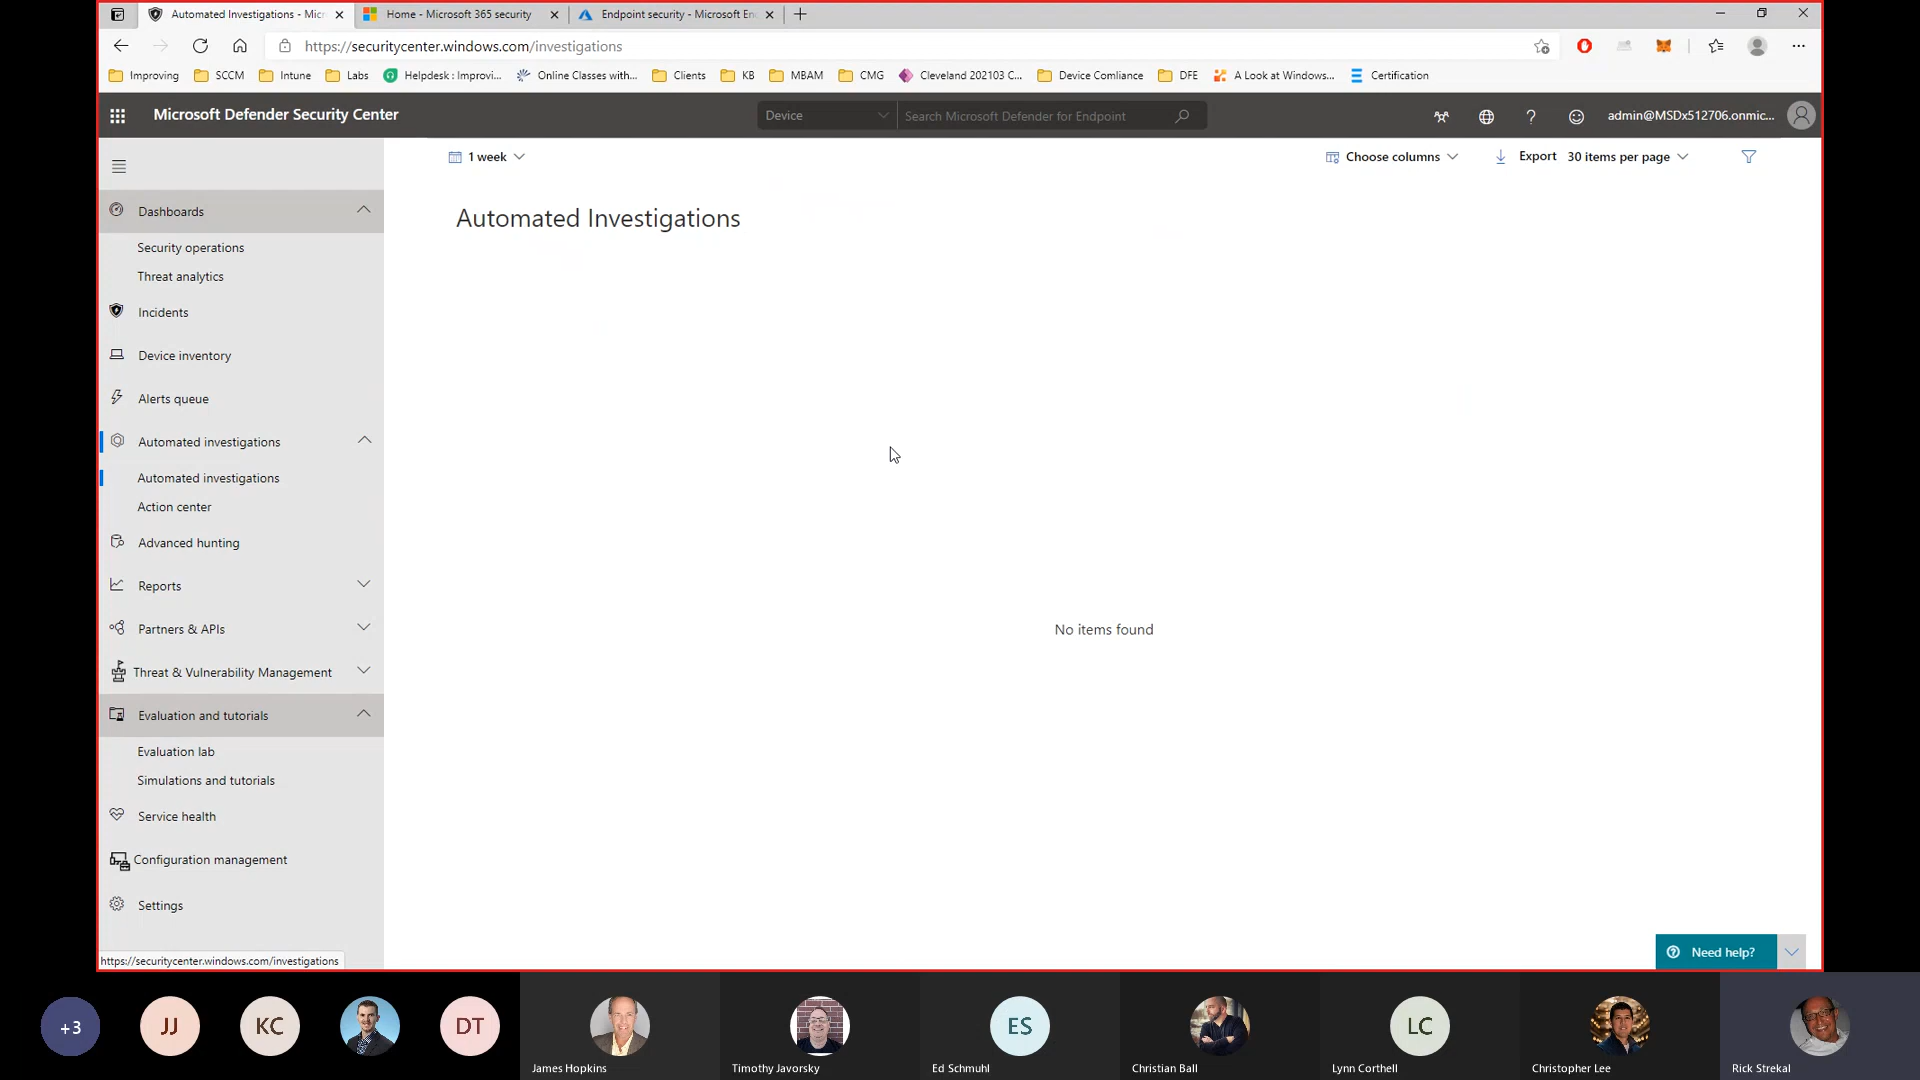 Automated Investigations - Micr
Home - Microsoft 365 security
Endpoint security - Microsoft En
https://securitycenter.windows.com/investigations
Improving
SCCM
Intune
Labs
Helpdesk : Improvi...
Online Classes with...
Clients
KB
MBAM
CMG
Cleveland 202103 C...
Device Comliance
DFE
A Look at Windows...
Certification
Microsoft Defender Security Center
Device
Search Microsoft Defender for Endpoint
admin@MSDx512706.onmic...
1 week
Choose columns
Export
30 items per page
Dashboards
Security operations
Threat analytics
Incidents
Device inventory
Alerts queue
Automated investigations
Automated investigations
Action center
Advanced hunting
Reports
Partners & APIs
Threat & Vulnerability Management
Evaluation and tutorials
Evaluation lab
Simulations and tutorials
Service health
Configuration management
Settings
Automated Investigations
No items found
Need help?
https://securitycenter.windows.com/investigations
+3
JJ
KC
DT
James Hopkins
Timothy Javorsky
ES
Ed Schmuhl
Christian Ball
LC
Lynn Corthell
Christopher Lee
Rick Strekal